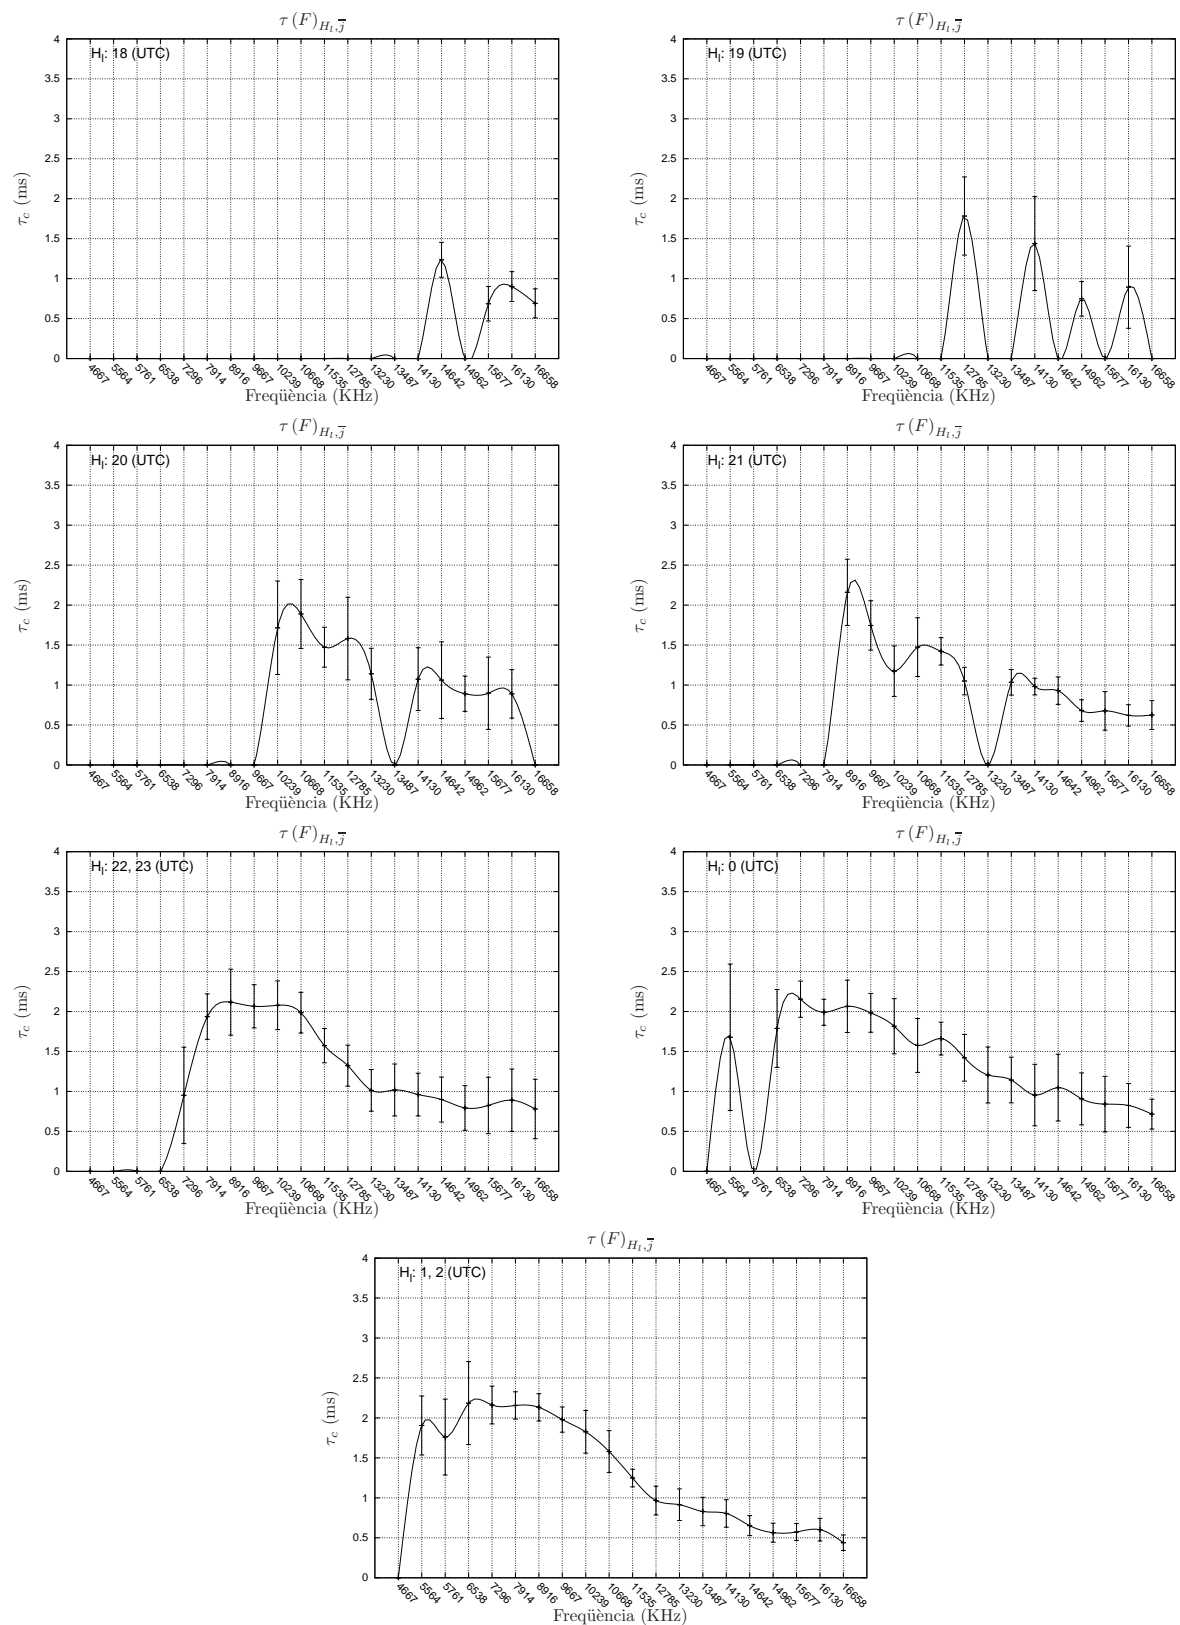 τ (F)_{H_l, \overline{j}}
H_l: 18 (UTC)
4
3.5
3
2.5
2
1.5
1
0.5
0
τ_c (ms)
4667 5564 5761 6538 7296 7914 8916 9667 10239 10668 11535 12785 13230 13487 14130 14642 14962 15677 16130 16658
Freqüència (KHz)
τ (F)_{H_l, \overline{j}}
H_l: 19 (UTC)
4
3.5
3
2.5
2
1.5
1
0.5
0
τ_c (ms)
4667 5564 5761 6538 7296 7914 8916 9667 10239 10668 11535 12785 13230 13487 14130 14642 14962 15677 16130 16658
Freqüència (KHz)
τ (F)_{H_l, \overline{j}}
H_l: 20 (UTC)
4
3.5
3
2.5
2
1.5
1
0.5
0
τ_c (ms)
4667 5564 5761 6538 7296 7914 8916 9667 10239 10668 11535 12785 13230 13487 14130 14642 14962 15677 16130 16658
Freqüència (KHz)
τ (F)_{H_l, \overline{j}}
H_l: 21 (UTC)
4
3.5
3
2.5
2
1.5
1
0.5
0
τ_c (ms)
4667 5564 5761 6538 7296 7914 8916 9667 10239 10668 11535 12785 13230 13487 14130 14642 14962 15677 16130 16658
Freqüència (KHz)
τ (F)_{H_l, \overline{j}}
H_l: 22, 23 (UTC)
4
3.5
3
2.5
2
1.5
1
0.5
0
τ_c (ms)
4667 5564 5761 6538 7296 7914 8916 9667 10239 10668 11535 12785 13230 13487 14130 14642 14962 15677 16130 16658
Freqüència (KHz)
τ (F)_{H_l, \overline{j}}
H_l: 0 (UTC)
4
3.5
3
2.5
2
1.5
1
0.5
0
τ_c (ms)
4667 5564 5761 6538 7296 7914 8916 9667 10239 10668 11535 12785 13230 13487 14130 14642 14962 15677 16130 16658
Freqüència (KHz)
τ (F)_{H_l, \overline{j}}
H_l: 1, 2 (UTC)
4
3.5
3
2.5
2
1.5
1
0.5
0
τ_c (ms)
4667 5564 5761 6538 7296 7914 8916 9667 10239 10668 11535 12785 13230 13487 14130 14642 14962 15677 16130 16658
Freqüència (KHz)